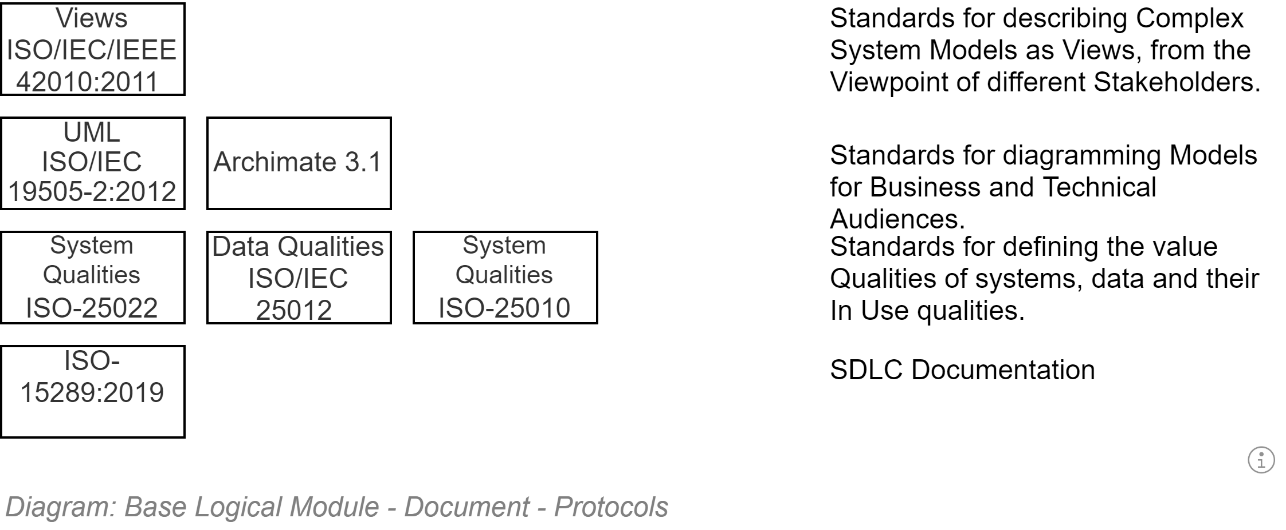 Views
ISO/IEC/IEEE
42010:2011
Standards for describing Complex
System Models as Views, from the
Viewpoint of different Stakeholders.
UML
ISO/IEC
19505-2:2012
Archimate 3.1
Standards for diagramming Models
for Business and Technical
Audiences.
System
Qualities
ISO-25022
Data Qualities
ISO/IEC
25012
System
Qualities
ISO-25010
Standards for defining the value
Qualities of systems, data and their
In Use qualities.
ISO-
15289:2019
SDLC Documentation
Diagram: Base Logical Module - Document - Protocols